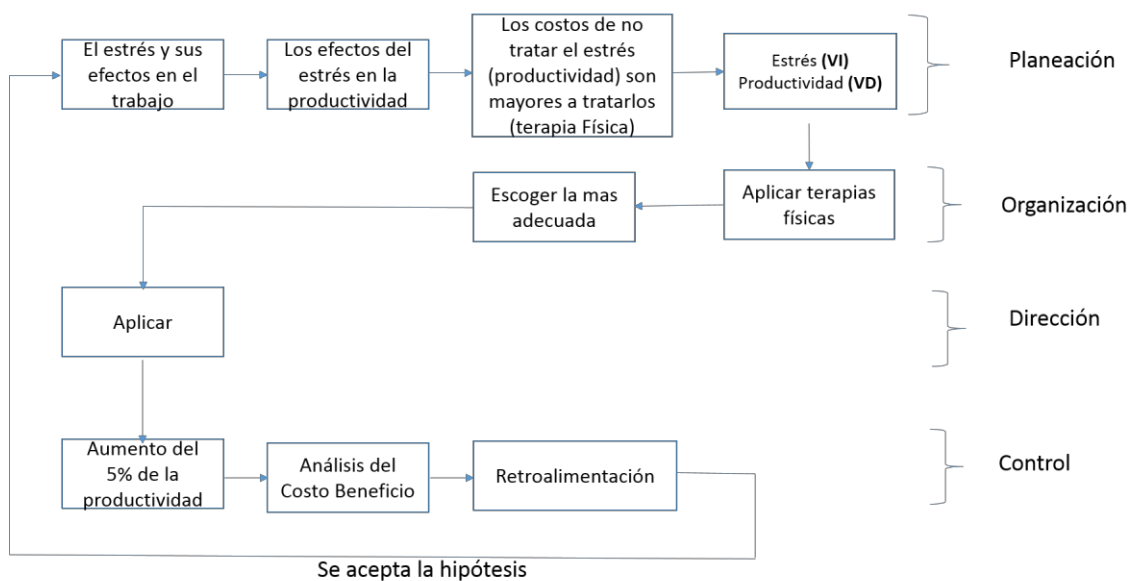 El estrés y sus
efectos en el
trabajo
Los efectos del
estrés en la
productividad
Los costos de no
tratar el estrés
(productividad) son
mayores a tratarlos
(terapia Física)
Estrés (VI)
Productividad (VD)
Planeación
Escoger la mas
adecuada
Aplicar terapias
físicas
Organización
Aplicar
Dirección
Aumento del
5% de la
productividad
Análisis del
Costo Beneficio
Retroalimentación
Control
Se acepta la hipótesis